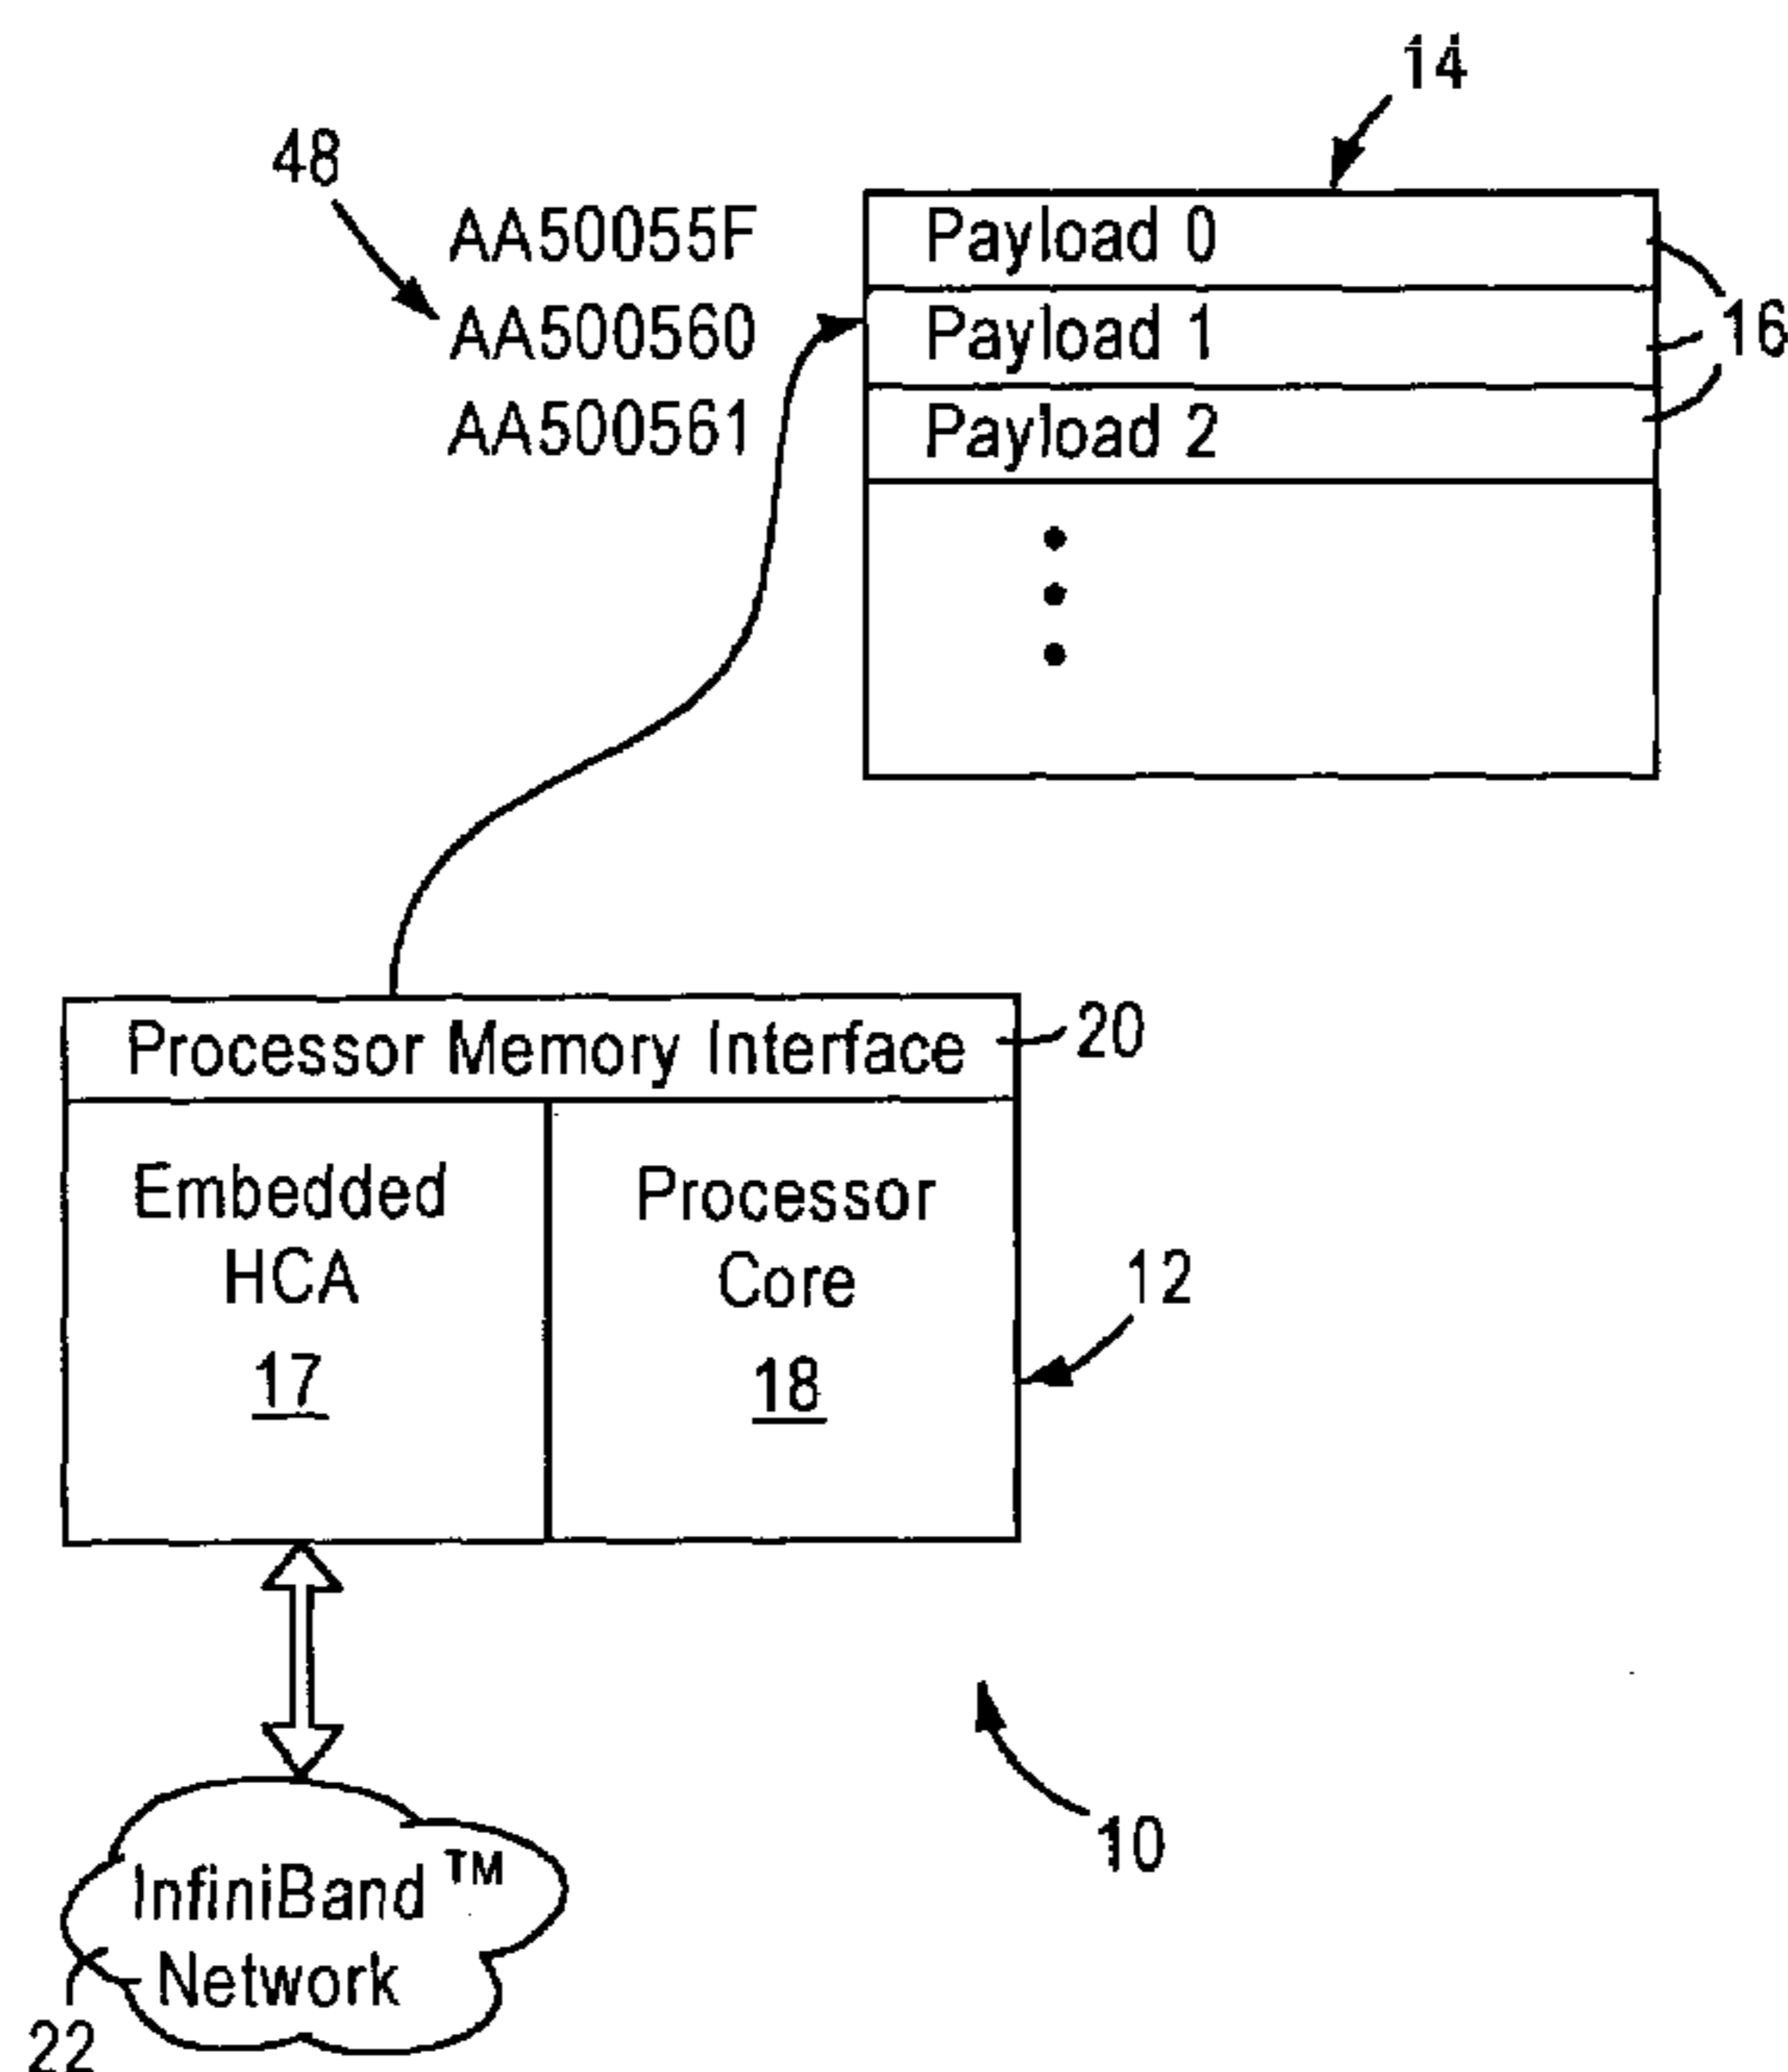 14
48
AA50055F Payload 0
AA500560 Payload 1
16
AA500561 Payload 2
Processor Memory Interface
20
Embedded
HCA
17
Processor
Core
18
12
10
InfiniBand™
Network
22